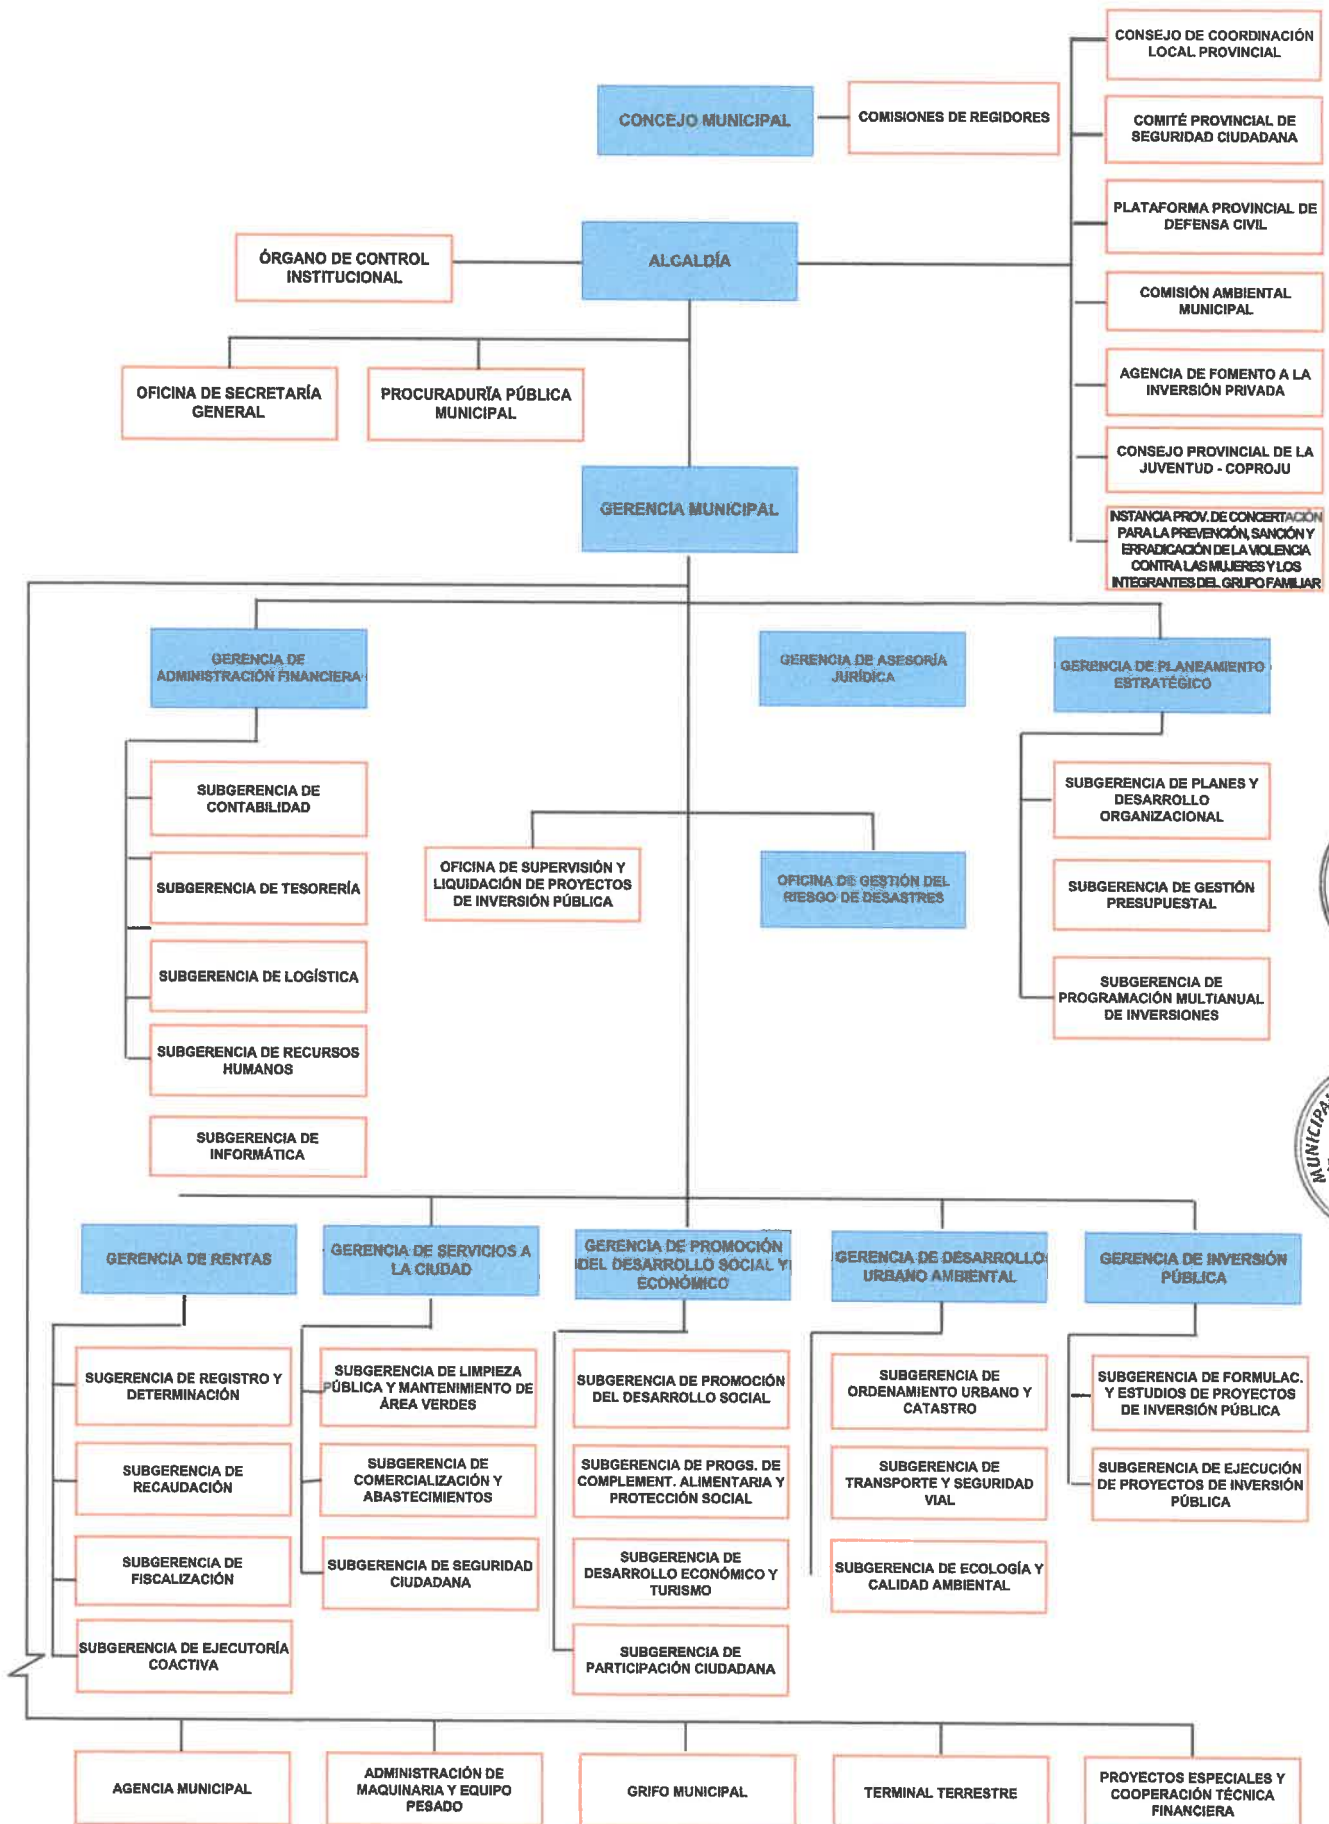 CONSEJO DE COORDINACIÓN
LOCAL PROVINCIAL
CONCEJO MUNICIPAL
COMISIONES DE REGIDORES
COMITÉ PROVINCIAL DE
SEGURIDAD CIUDADANA
PLATAFORMA PROVINCIAL DE
DEFENSA CIVIL
ÓRGANO DE CONTROL
INSTITUCIONAL
ALCALDÍA
COMISIÓN AMBIENTAL
MUNICIPAL
AGENCIA DE FOMENTO A LA
INVERSIÓN PRIVADA
OFICINA DE SECRETARÍA
GENERAL
PROCURADURÏA PÚBLICA
MUNICIPAL
CONSEJO PROVINCIAL DE LA
JUVENTUD - COPROJU
GERENCIA MUNICIPAL
INSTANCIA PROV. DE CONCERTACIÓN
PARA LA PREVENCIÓN, SANCIÓN Y
ERRADICACIÓN DE LA VIOLENCIA
CONTRA LAS MUJERES Y LOS
INTEGRANTES DEL GRUPO FAMILIAR
GERENCIA DE
ADMINISTRACIÓN FINANCIERA
GERENCIA DE ASESORÍA
JURÍDICA
GERENCIA DE PLANEAMIENTO
ESTRATÉGICO
SUBGERENCIA DE
CONTABILIDAD
SUBGERENCIA DE TESORERÍA
SUBGERENCIA DE LOGÍSTICA
SUBGERENCIA DE RECURSOS
HUMANOS
SUBGERENCIA DE
INFORMÁTICA
OFICINA DE SUPERVISIÓN Y
LIQUIDACIÓN DE PROYECTOS
DE INVERSIÓN PÚBLICA
OFICINA DE GESTIÓN DEL
RIESGO DE DESASTRES
SUBGERENCIA DE PLANES Y
DESARROLLO
ORGANIZACIONAL
SUBGERENCIA DE GESTIÓN
PRESUPUESTAL
SUBGERENCIA DE
PROGRAMACIÓN MULTIANUAL
DE INVERSIONES
GERENCIA DE RENTAS
SUGERENCIA DE REGISTRO Y
DETERMINACIÓN
SUBGERENCIA DE
RECAUDACIÓN
SUBGERENCIA DE
FISCALIZACIÓN
SUBGERENCIA DE EJECUTORÍA
COACTIVA
GERENCIA DE SERVICIOS A
LA CIUDAD
SUBGERENCIA DE LIMPIEZA
PÚBLICA Y MANTENIMIENTO DE
ÁREA VERDES
SUBGERENCIA DE
COMERCIALIZACIÓN Y
ABASTECIMIENTOS
SUBGERENCIA DE SEGURIDAD
CIUDADANA
GERENCIA DE PROMOCIÓN
DEL DESARROLLO SOCIAL Y
ECONÓMICO
SUBGERENCIA DE PROMOCIÓN
DEL DESARROLLO SOCIAL
SUBGERENCIA DE PROGS. DE
COMPLEMENT. ALIMENTARIA Y
PROTECCIÓN SOCIAL
SUBGERENCIA DE
DESARROLLO ECONÓMICO Y
TURISMO
SUBGERENCIA DE
PARTICIPACIÓN CIUDADANA
GERENCIA DE DESARROLLO
URBANO AMBIENTAL
SUBGERENCIA DE
ORDENAMIENTO URBANO Y
CATASTRO
SUBGERENCIA DE
TRANSPORTE Y SEGURIDAD
VIAL
SUBGERENCIA DE ECOLOGÍA Y
CALIDAD AMBIENTAL
GERENCIA DE INVERSIÓN
PÚBLICA
SUBGERENCIA DE FORMULAC.
Y ESTUDIOS DE PROYECTOS
DE INVERSIÓN PÚBLICA
SUBGERENCIA DE EJECUCIÓN
DE PROYECTOS DE INVERSIÓN
PÚBLICA
AGENCIA MUNICIPAL
ADMINISTRACIÓN DE
MAQUINARIA Y EQUIPO
PESADO
GRIFO MUNICIPAL
TERMINAL TERRESTRE
PROYECTOS ESPECIALES Y
COOPERACIÓN TÉCNICA
FINANCIERA